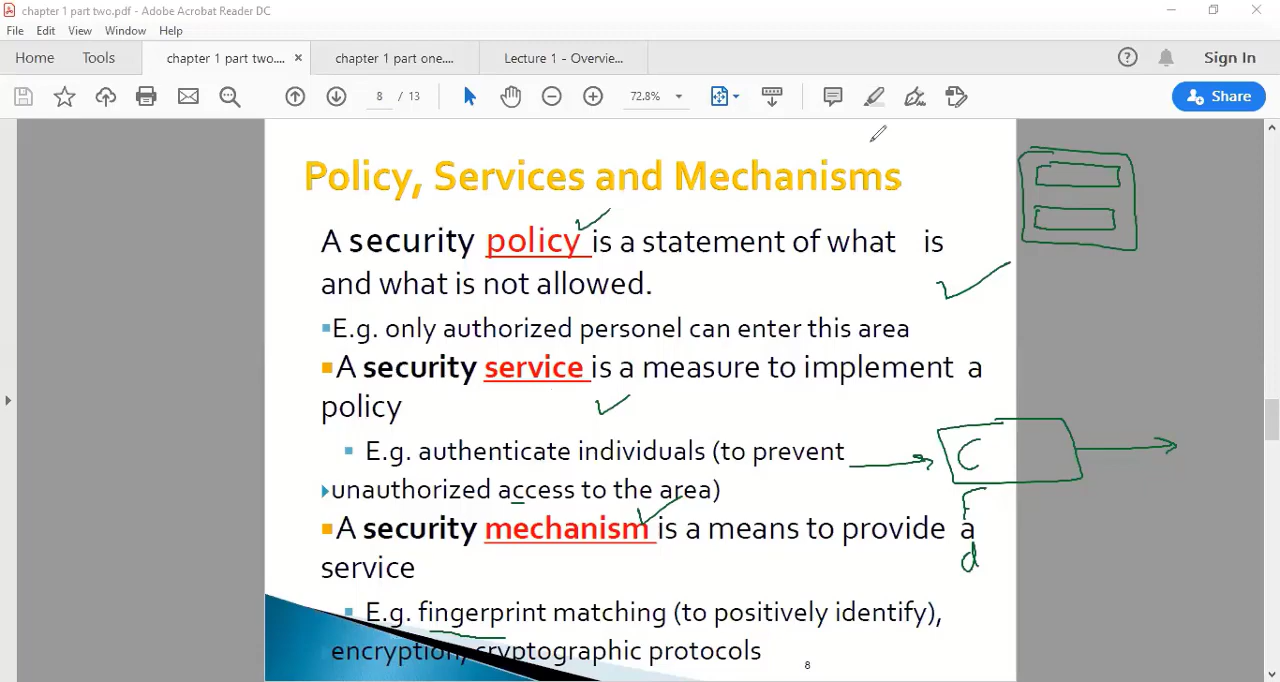 chapter 1 part two.pdf - Adobe Acrobat Reader DC
File Edit View Window Help
Home Tools chapter 1 part two.... × chapter 1 part one.... Lecture 1 - Overvie... Sign In
8 / 13 72.8% Share
Policy, Services and Mechanisms
A security policy is a statement of what is
and what is not allowed.
E.g. only authorized personel can enter this area
A security service is a measure to implement a
policy
E.g. authenticate individuals (to prevent
unauthorized access to the area)
A security mechanism is a means to provide a
service
E.g. fingerprint matching (to positively identify),
encryption, cryptographic protocols
8
C
F
d